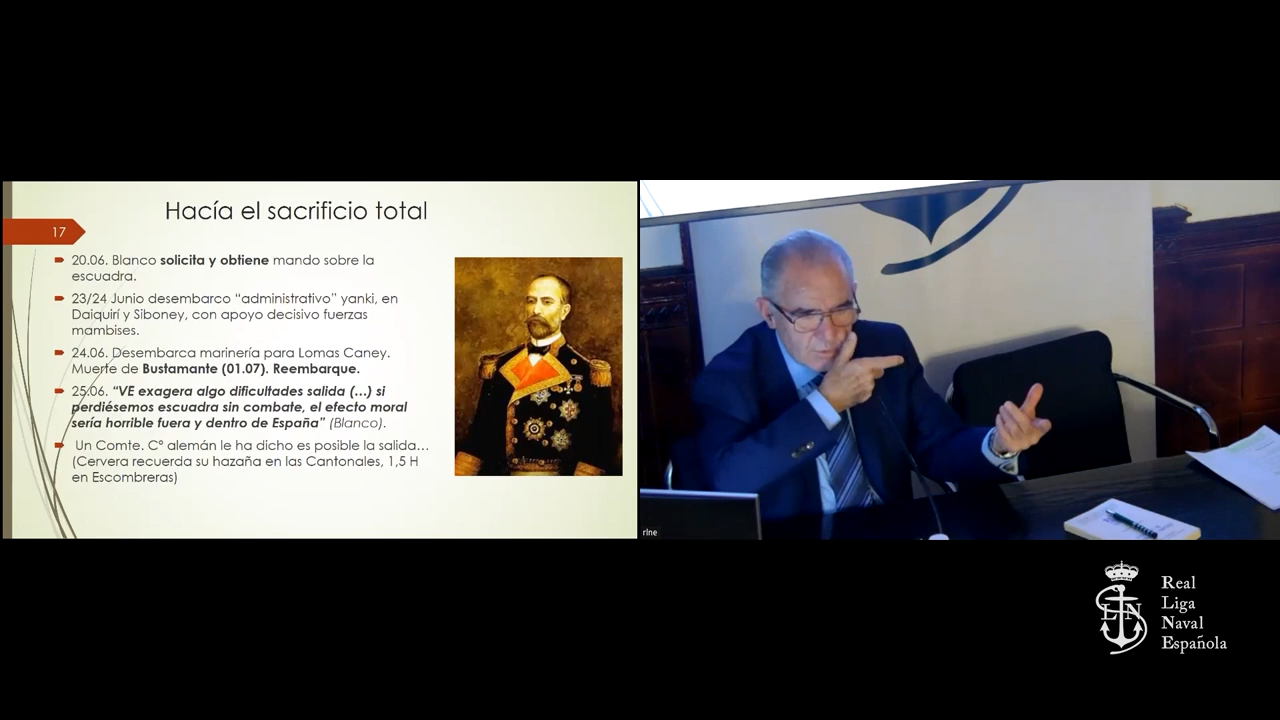 Hacía el sacrificio total
17
20.06. Blanco solicita y obtiene mando sobre la
escuadra.
23/24 Junio desembarco “administrativo” yanki, en
Daiquirí y Siboney, con apoyo decisivo fuerzas
mambises.
24.06. Desembarca marinería para Lomas Caney.
Muerte de Bustamante (01.07). Reembarque.
25.06. “VE exagera algo dificultades salida (...) si
perdiésemos escuadra sin combate, el efecto moral
sería horrible fuera y dentro de España” (Blanco).
Un Comte. Cº alemán le ha dicho es posible la salida...
(Cervera recuerda su hazaña en las Cantonales, 1,5 H
en Escombreras)
rlne
LN
Real
Liga
Naval
Española